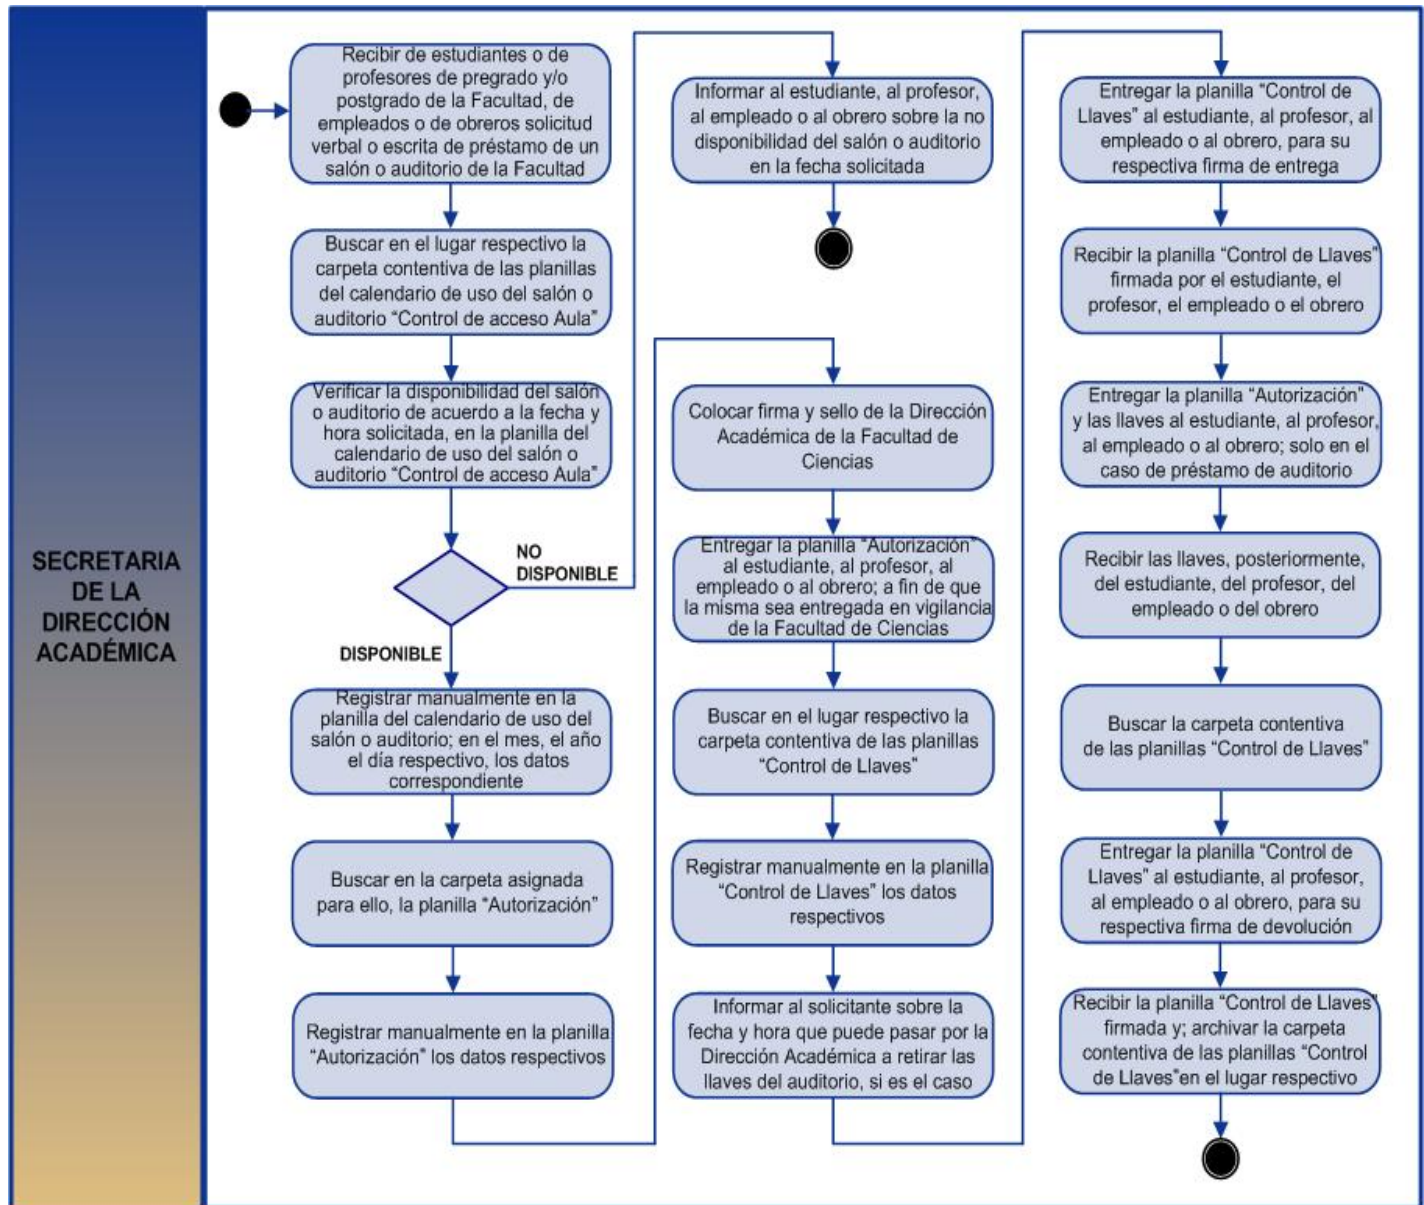 SECRETARIA
DE LA
DIRECCIÓN
ACADÉMICA
Recibir de estudiantes o de
profesores de pregrado y/o
postgrado de la Facultad, de
empleados o de obreros solicitud
verbal o escrita de préstamo de un
salón o auditorio de la Facultad
Buscar en el lugar respectivo la
carpeta contentiva de las planillas
del calendario de uso del salón o
auditorio “Control de acceso Aula”
Verificar la disponibilidad del salón
o auditorio de acuerdo a la fecha y
hora solicitada, en la planilla del
calendario de uso del salón o
auditorio “Control de acceso Aula”
NO
DISPONIBLE
DISPONIBLE
Registrar manualmente en la
planilla del calendario de uso del
salón o auditorio; en el mes, el año
el día respectivo, los datos
correspondiente
Buscar en la carpeta asignada
para ello, la planilla “Autorización”
Registrar manualmente en la planilla
“Autorización” los datos respectivos
Informar al estudiante, al profesor,
al empleado o al obrero sobre la no
disponibilidad del salón o auditorio
en la fecha solicitada
Colocar firma y sello de la Dirección
Académica de la Facultad de
Ciencias
Entregar la planilla “Autorización”
al estudiante, al profesor, al
empleado o al obrero; a fin de que
la misma sea entregada en vigilancia
de la Facultad de Ciencias
Buscar en el lugar respectivo la
carpeta contentiva de las planillas
“Control de Llaves”
Registrar manualmente en la planilla
“Control de Llaves” los datos
respectivos
Informar al solicitante sobre la
fecha y hora que puede pasar por la
Dirección Académica a retirar las
llaves del auditorio, si es el caso
Entregar la planilla “Control de
Llaves” al estudiante, al profesor, al
empleado o al obrero, para su
respectiva firma de entrega
Recibir la planilla “Control de Llaves”
firmada por el estudiante, el
profesor, el empleado o el obrero
Entregar la planilla “Autorización”
y las llaves al estudiante, al profesor,
al empleado o al obrero; solo en el
caso de préstamo de auditorio
Recibir las llaves, posteriormente,
del estudiante, del profesor, del
empleado o del obrero
Buscar la carpeta contentiva
de las planillas “Control de Llaves”
Entregar la planilla “Control de
Llaves” al estudiante, al profesor,
al empleado o al obrero, para su
respectiva firma de devolución
Recibir la planilla “Control de Llaves”
firmada y; archivar la carpeta
contentiva de las planillas “Control
de Llaves”en el lugar respectivo